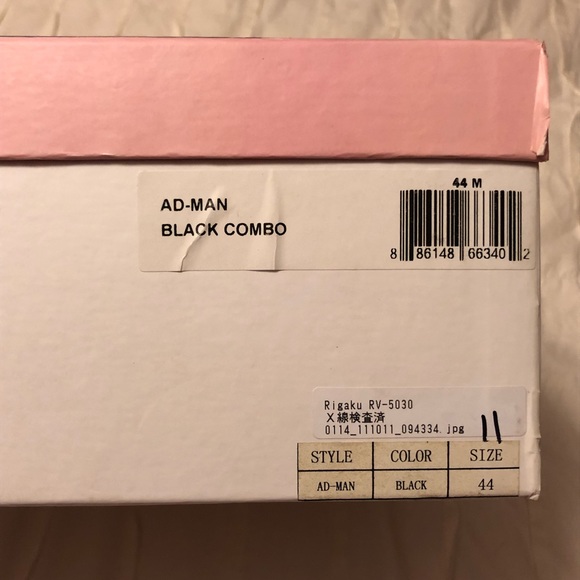 44 M
AD-MAN
BLACK COMBO
8 86148 66340 2
Rigaku RV-5030
X線検査済
0114_111011_094334.jpg
11
STYLE COLOR SIZE
AD-MAN BLACK 44